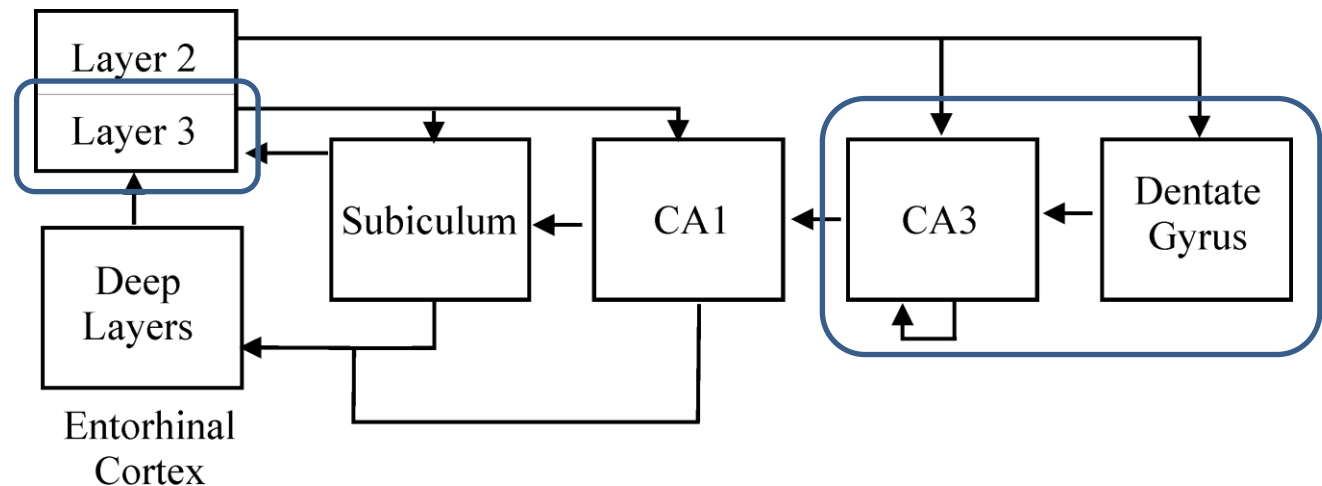 Layer 2
Layer 3
Subiculum
CA1
CA3
Dentate
Gyrus
Deep
Layers
Entorhinal
Cortex